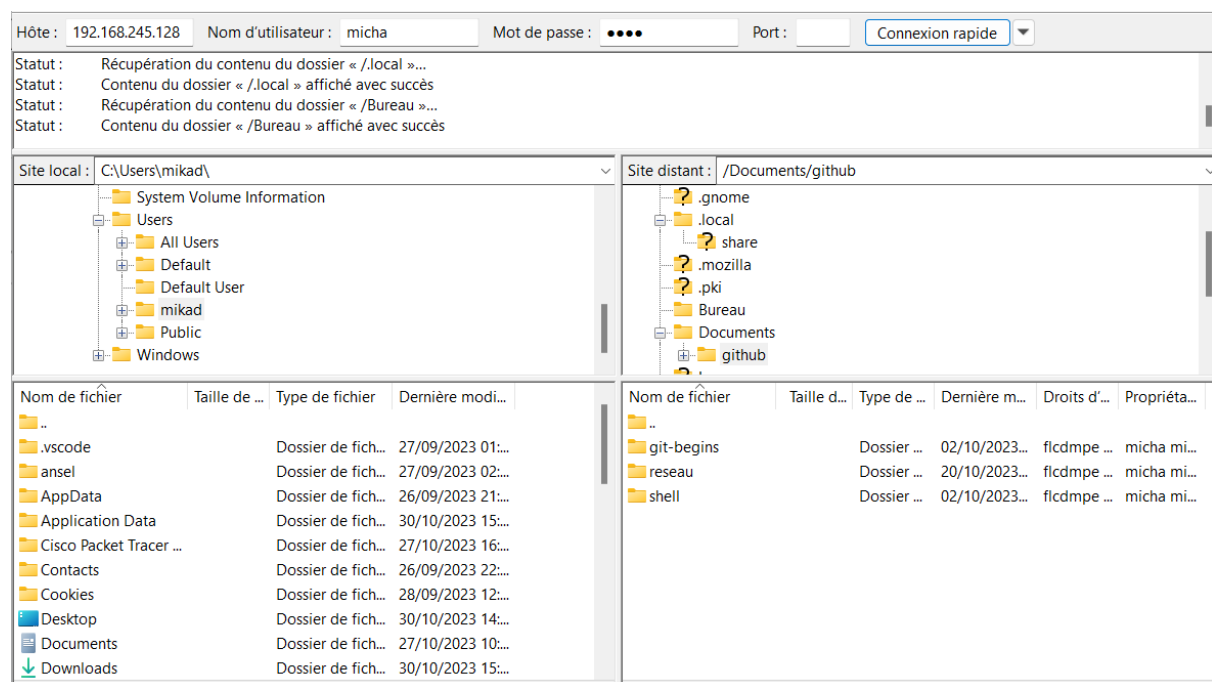 Hôte : 192.168.245.128 Nom d'utilisateur : micha Mot de passe : •••• Port : Connexion rapide
Statut : Récupération du contenu du dossier « /.local »...
Statut : Contenu du dossier « /.local » affiché avec succès
Statut : Récupération du contenu du dossier « /Bureau »...
Statut : Contenu du dossier « /Bureau » affiché avec succès
Site local : C:\Users\mikad\
System Volume Information
Users
All Users
Default
Default User
mikad
Public
Windows
Site distant : /Documents/github
? .gnome
.local
? share
? .mozilla
? .pki
Bureau
Documents
github
Nom de fichier Taille de ... Type de fichier Dernière modi...
..
.vscode Dossier de fich... 27/09/2023 01:...
ansel Dossier de fich... 27/09/2023 02:...
AppData Dossier de fich... 26/09/2023 21:...
Application Data Dossier de fich... 30/10/2023 15:...
Cisco Packet Tracer ... Dossier de fich... 27/10/2023 16:...
Contacts Dossier de fich... 26/09/2023 22:...
Cookies Dossier de fich... 28/09/2023 12:...
Desktop Dossier de fich... 30/10/2023 14:...
Documents Dossier de fich... 27/10/2023 10:...
Downloads Dossier de fich... 30/10/2023 15:...
Nom de fichier Taille d... Type de ... Dernière m... Droits d'... Propriéta...
..
git-begins Dossier ... 02/10/2023... flcdmpe ... micha mi...
reseau Dossier ... 20/10/2023... flcdmpe ... micha mi...
shell Dossier ... 02/10/2023... flcdmpe ... micha mi...